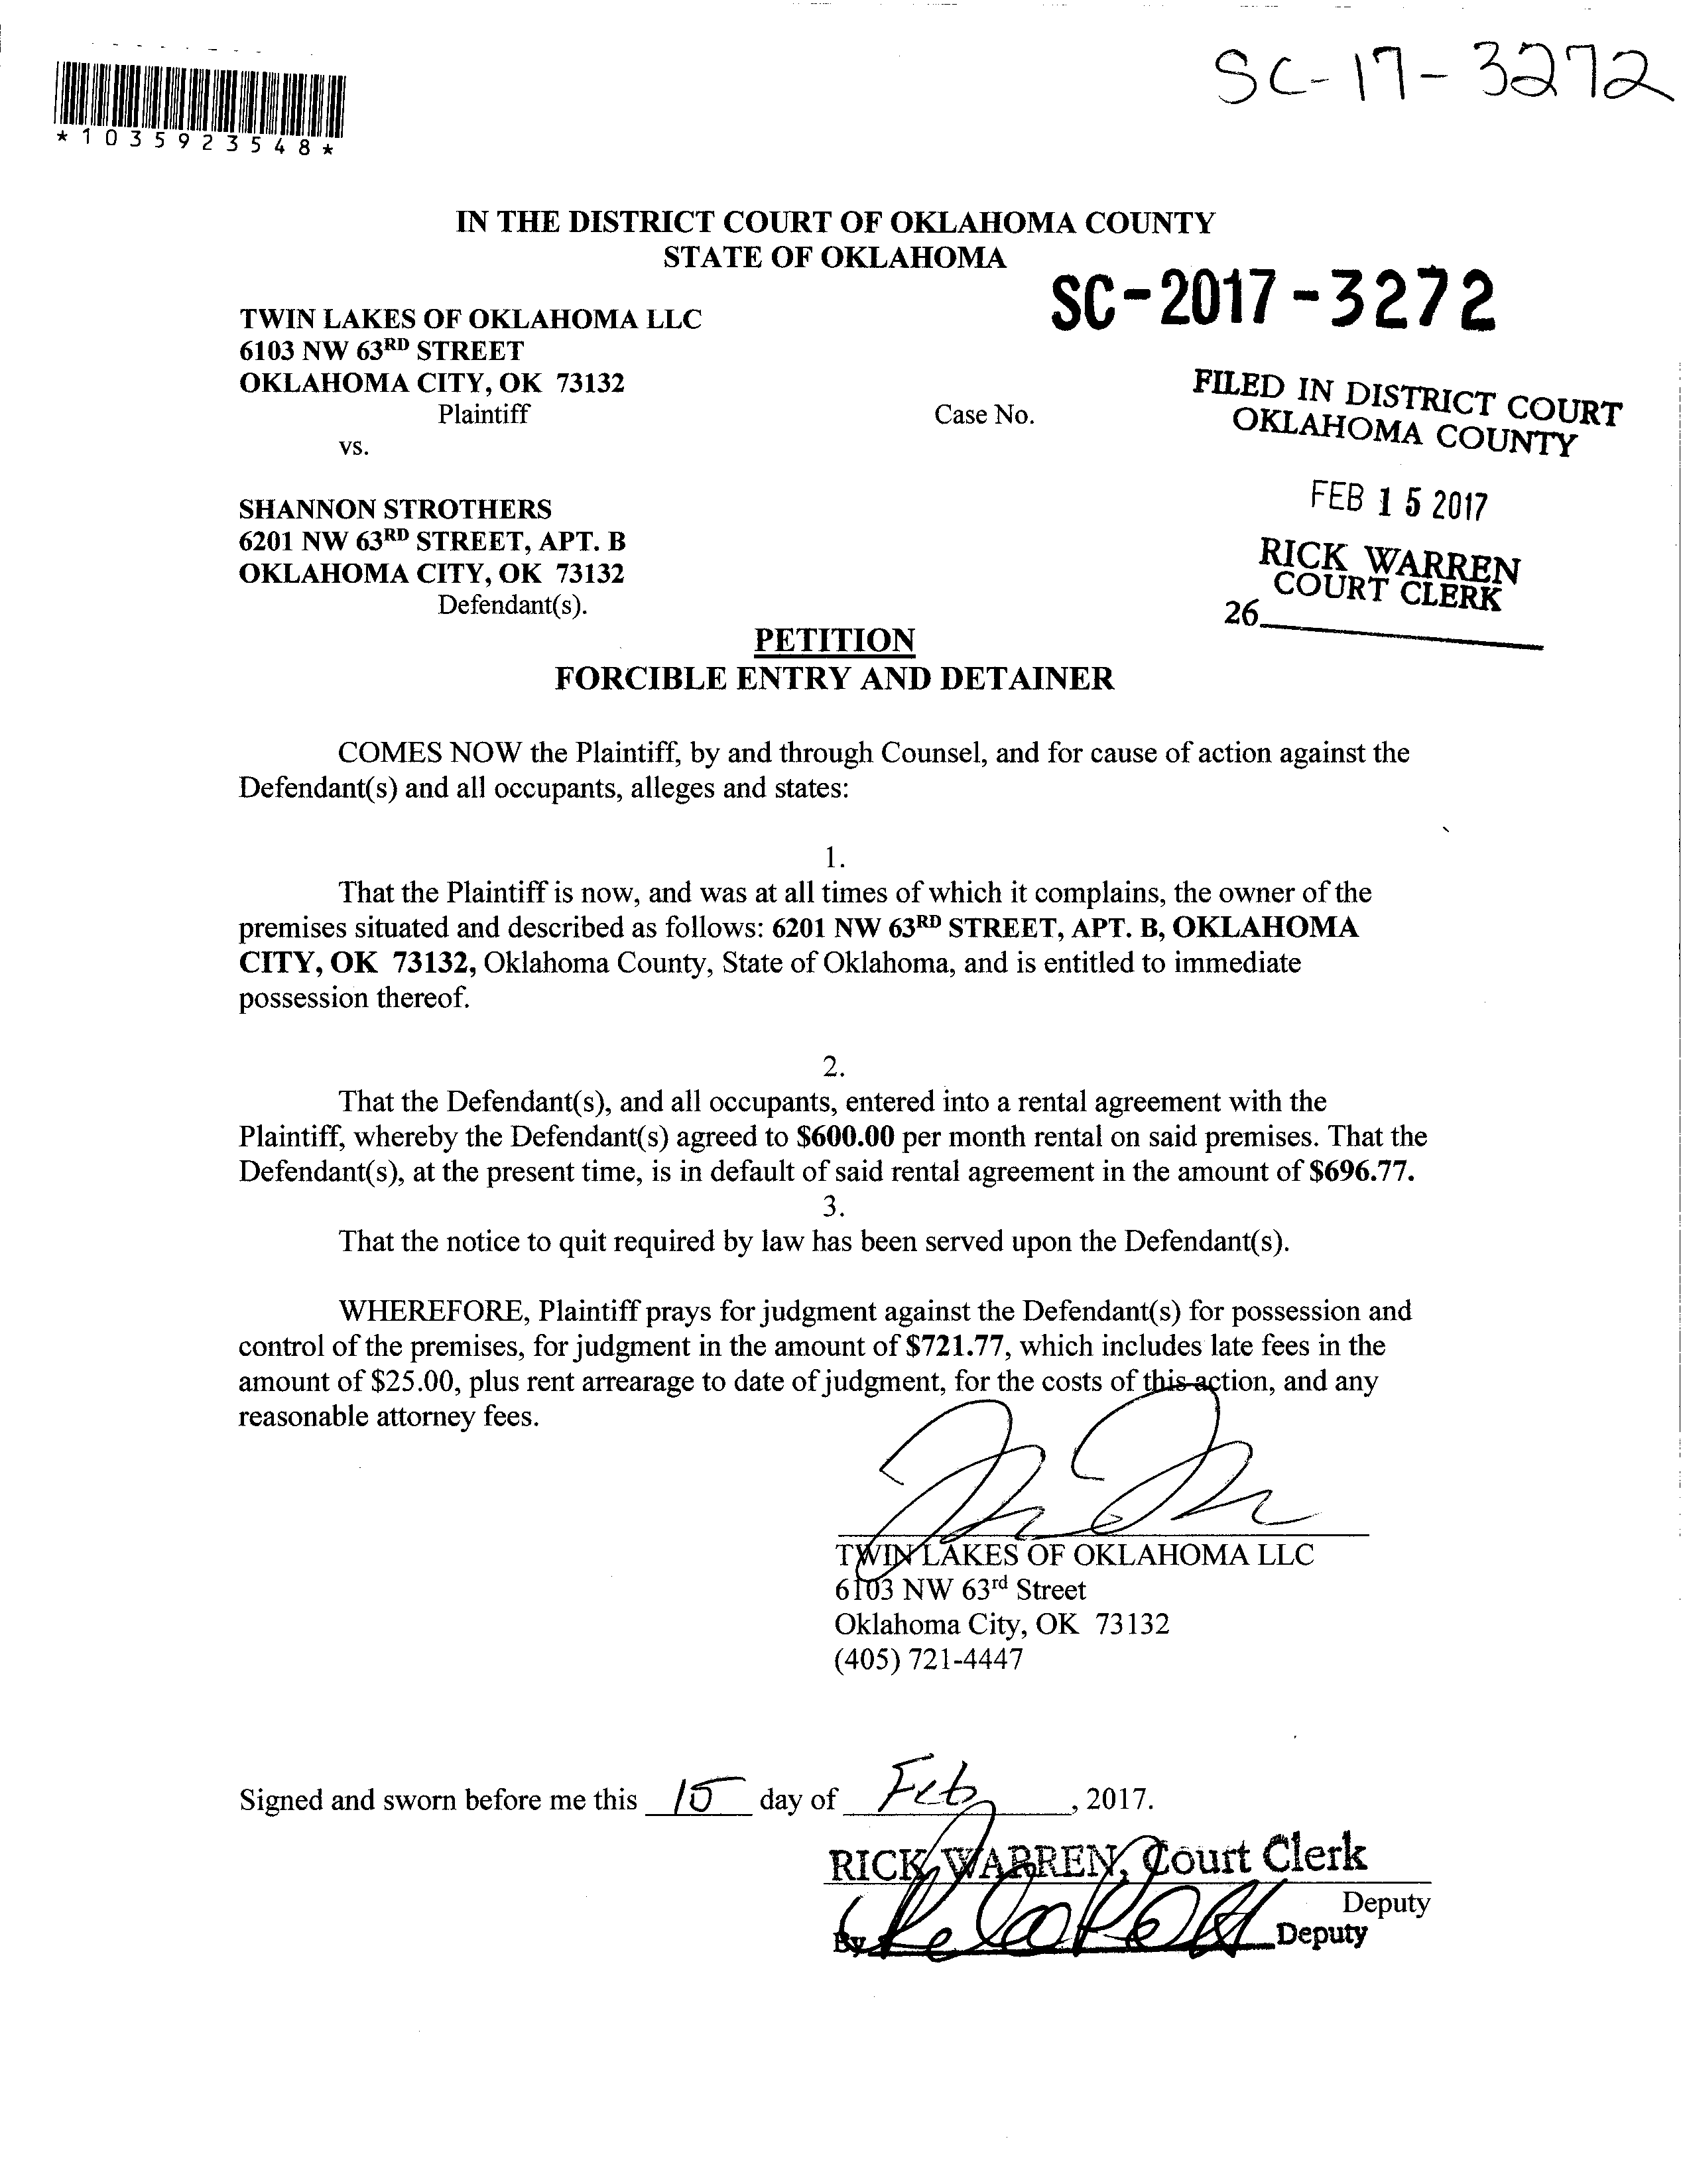 SC-17-3272
*1035923548*
IN THE DISTRICT COURT OF OKLAHOMA COUNTY
STATE OF OKLAHOMA
SC-2017-3272
TWIN LAKES OF OKLAHOMA LLC
6103 NW 63RD STREET
OKLAHOMA CITY, OK 73132
Plaintiff
Case No.
vs.
FILED IN DISTRICT COURT
OKLAHOMA COUNTY
FEB 15 2017
RICK WARREN
COURT CLERK
26
SHANNON STROTHERS
6201 NW 63RD STREET, APT. B
OKLAHOMA CITY, OK 73132
Defendant(s).
PETITION
FORCIBLE ENTRY AND DETAINER
COMES NOW the Plaintiff, by and through Counsel, and for cause of action against the
Defendant(s) and all occupants, alleges and states:
1.
That the Plaintiff is now, and was at all times of which it complains, the owner of the
premises situated and described as follows: 6201 NW 63RD STREET, APT. B, OKLAHOMA
CITY, OK 73132, Oklahoma County, State of Oklahoma, and is entitled to immediate
possession thereof.
2.
That the Defendant(s), and all occupants, entered into a rental agreement with the
Plaintiff, whereby the Defendant(s) agreed to $600.00 per month rental on said premises. That the
Defendant(s), at the present time, is in default of said rental agreement in the amount of $696.77.
3.
That the notice to quit required by law has been served upon the Defendant(s).
WHEREFORE, Plaintiff prays for judgment against the Defendant(s) for possession and
control of the premises, for judgment in the amount of $721.77, which includes late fees in the
amount of $25.00, plus rent arrearage to date of judgment, for the costs of this action, and any
reasonable attorney fees.
TWIN LAKES OF OKLAHOMA LLC
6103 NW 63rd Street
Oklahoma City, OK 73132
(405) 721-4447
Signed and sworn before me this 15 day of Feb, 2017.
RICK WARREN, Court Clerk
Deputy
By Deputy